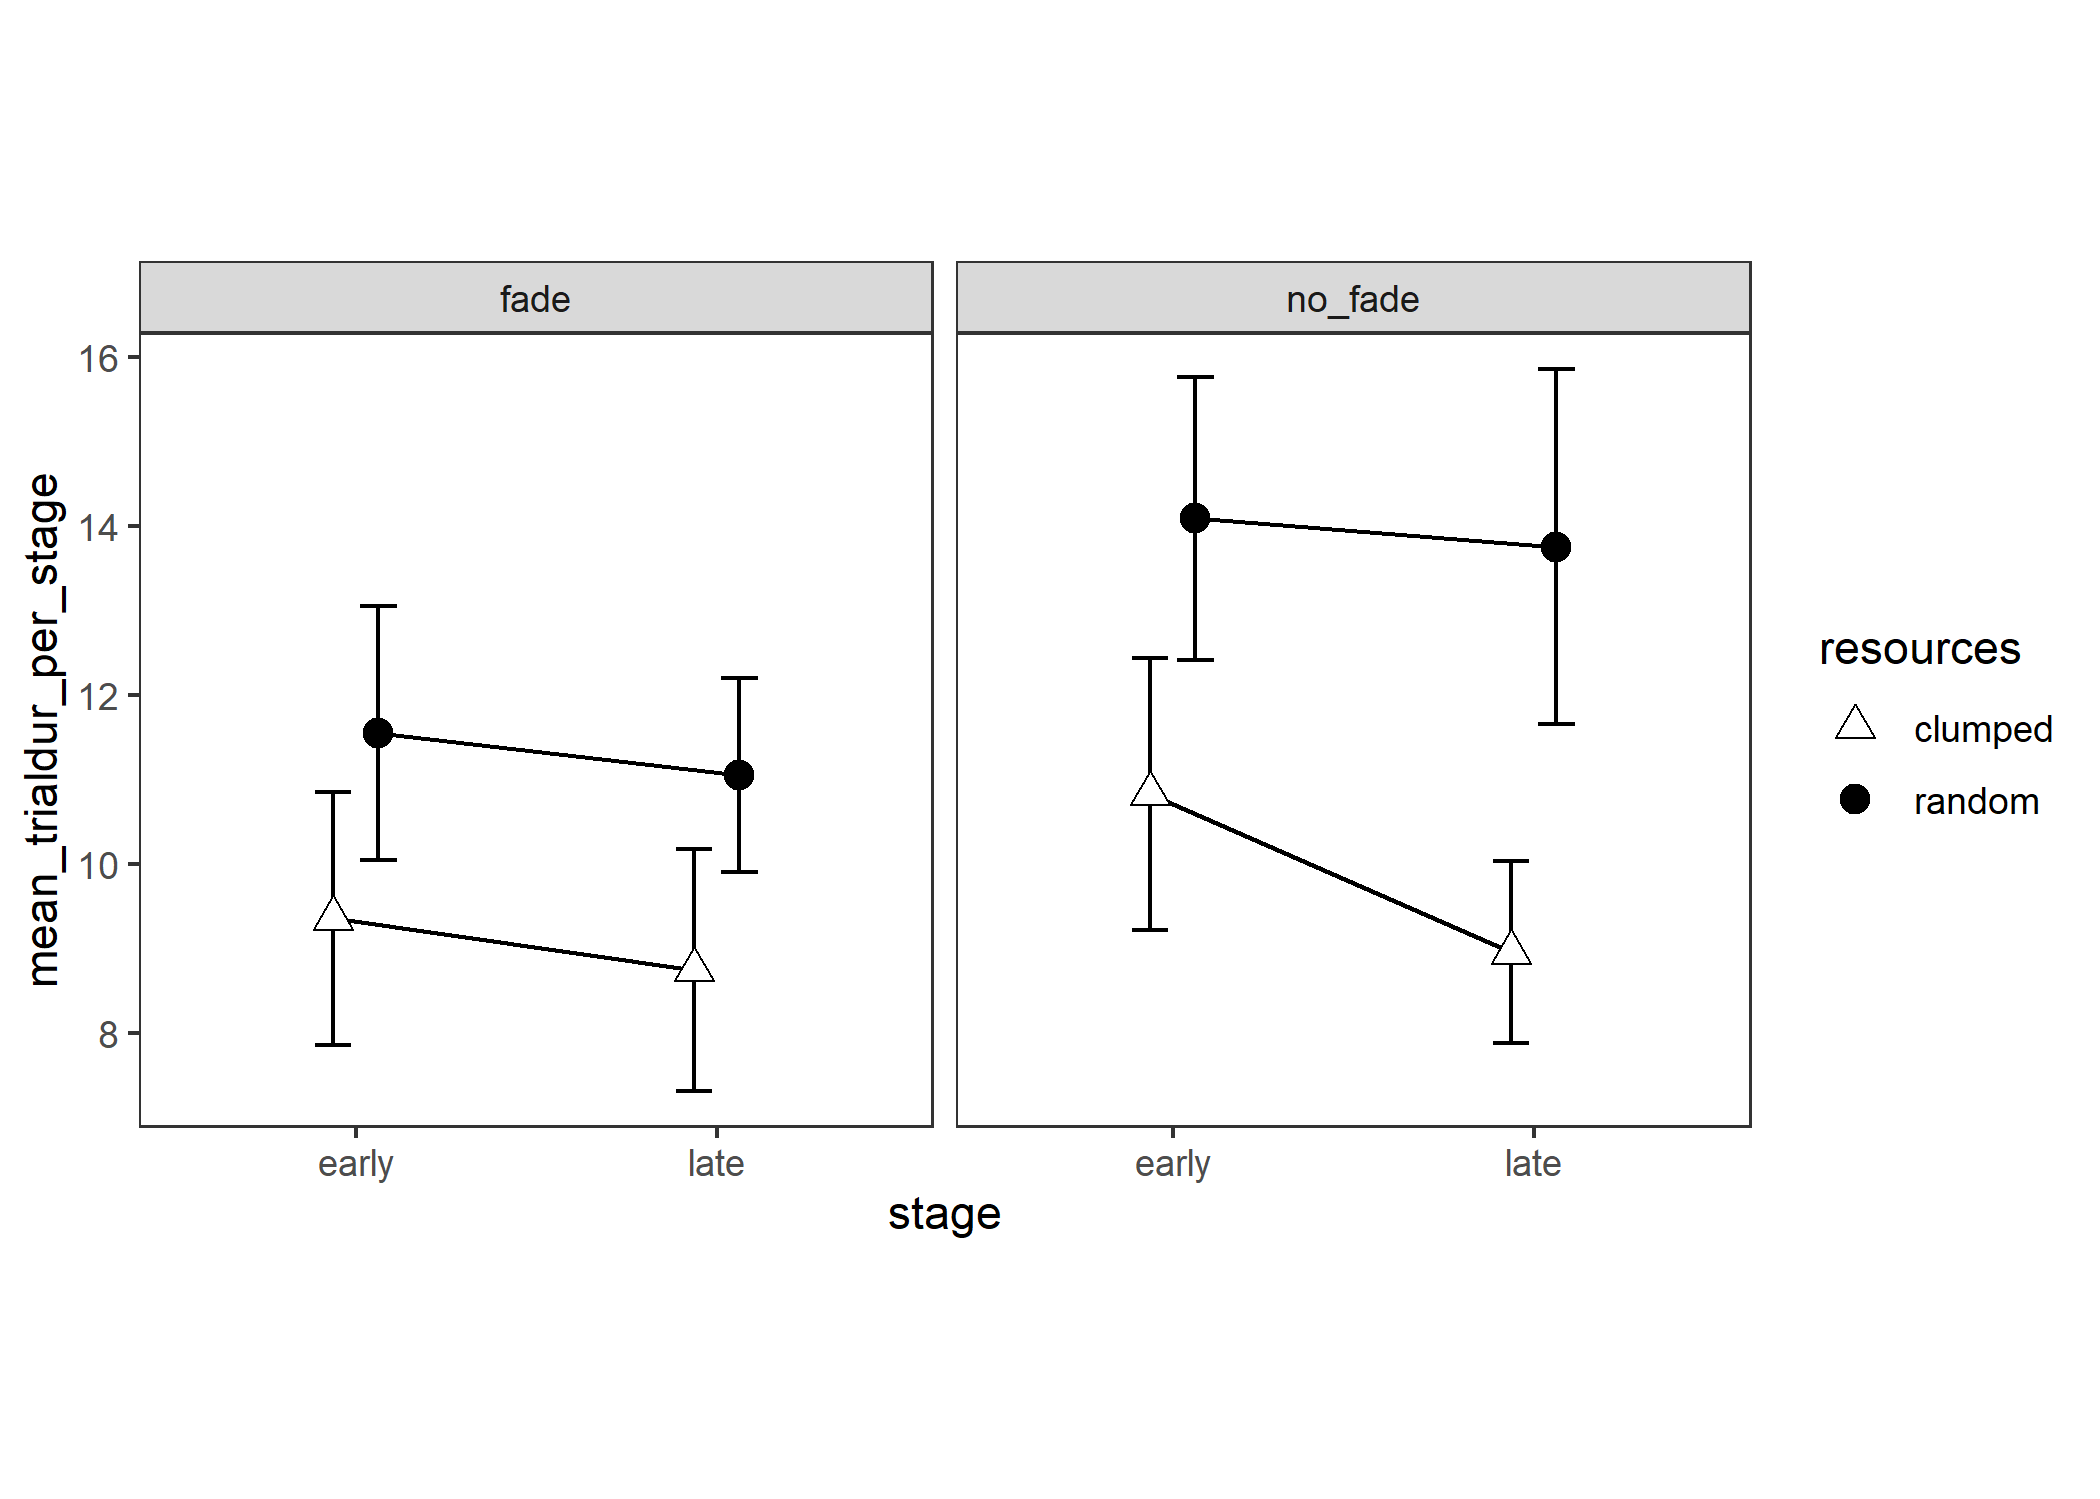 fade
no_fade
mean_trialdur_per_stage
16
14
12
10
8
early
late
early
late
stage
resources
clumped
random